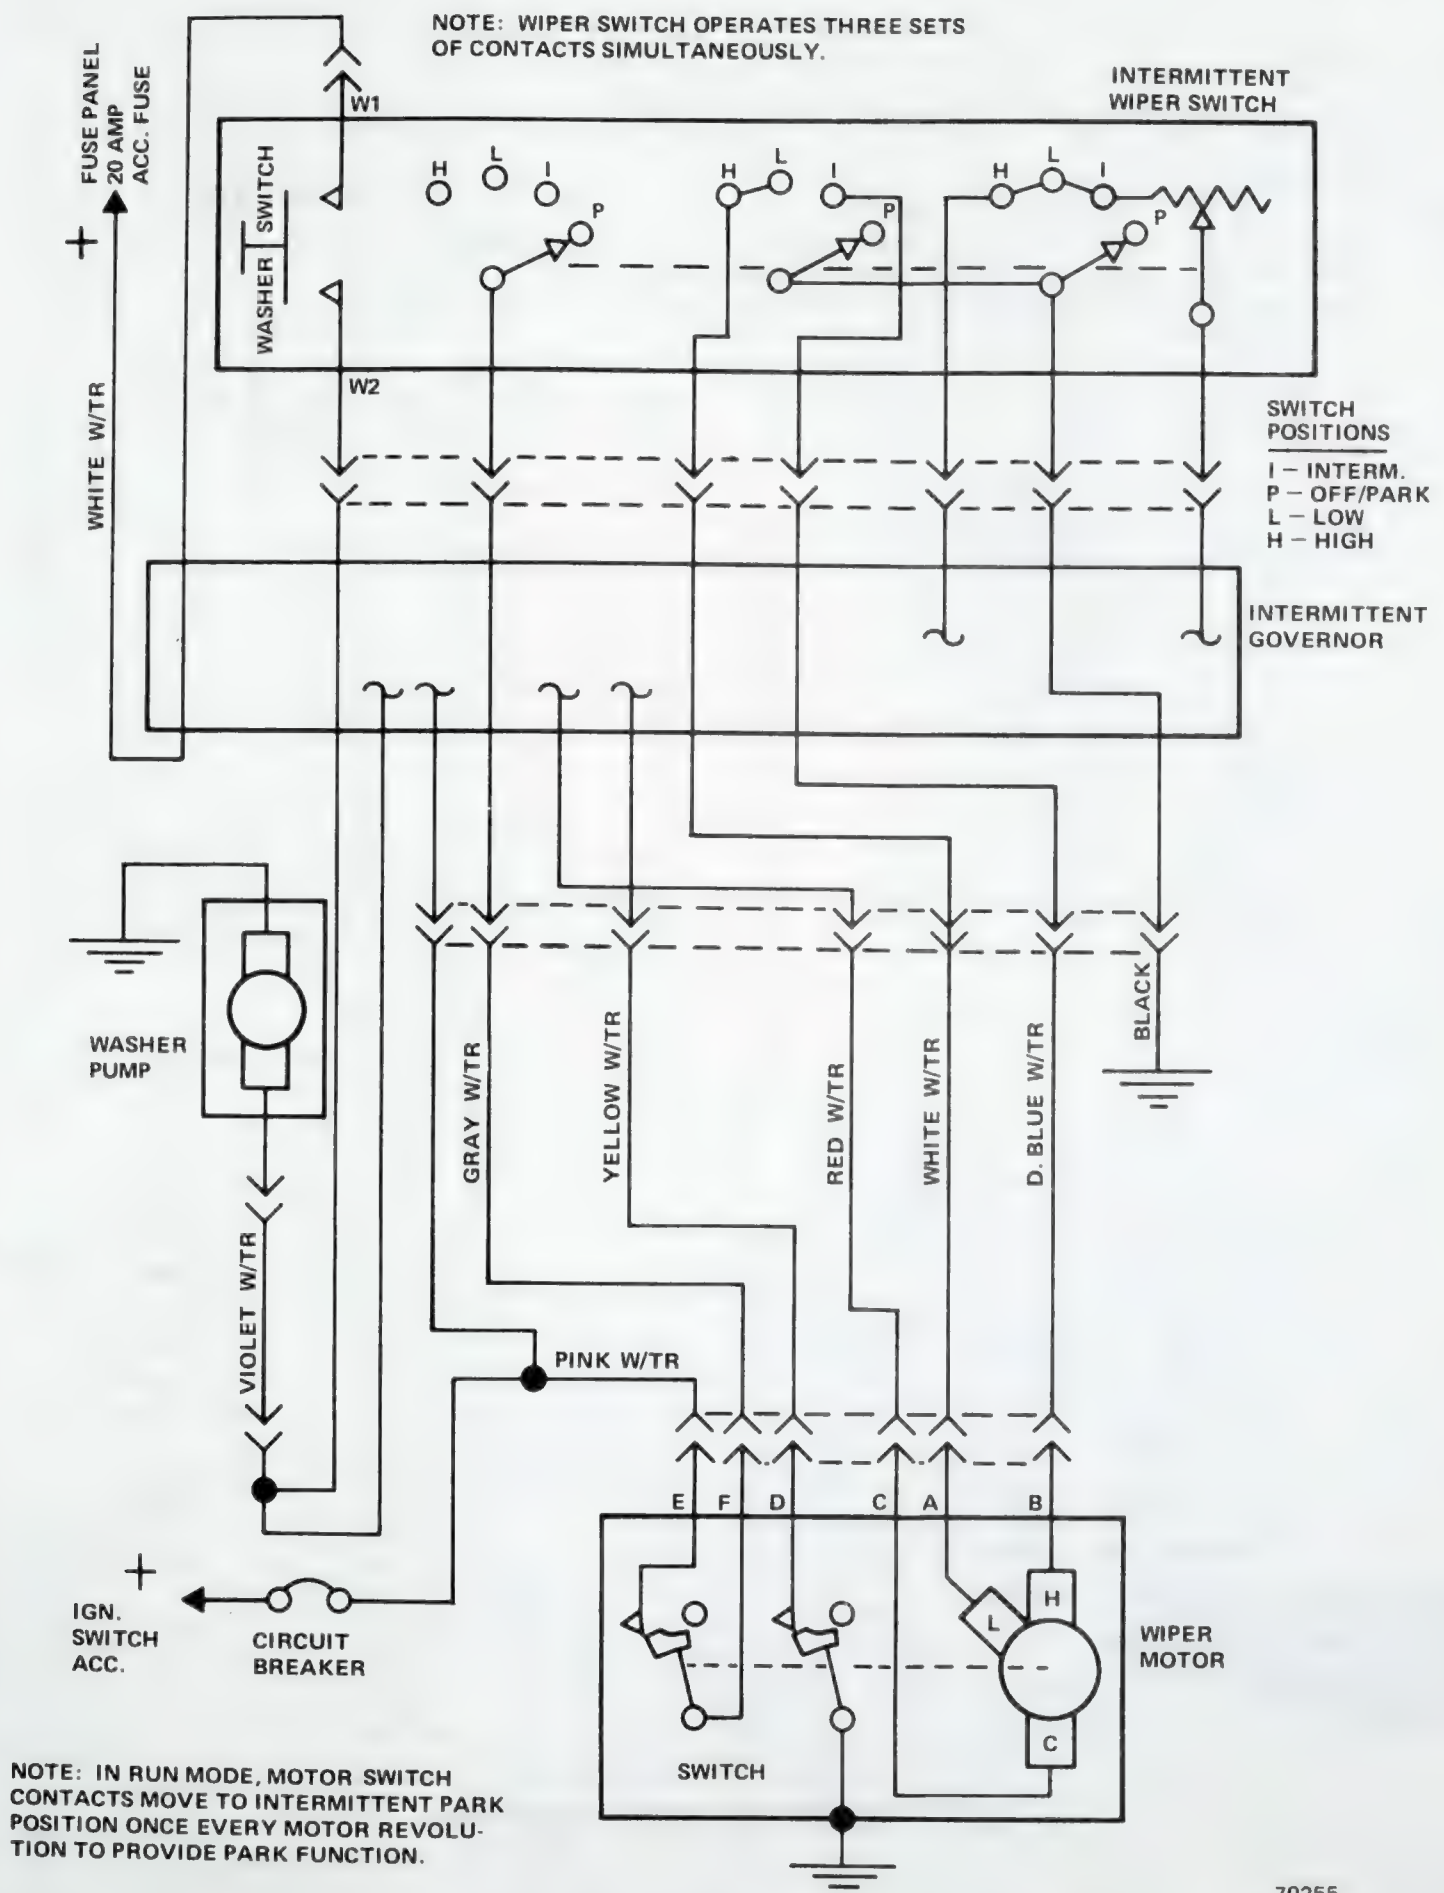 NOTE: WIPER SWITCH OPERATES THREE SETS
OF CONTACTS SIMULTANEOUSLY.
FUSE PANEL
20 AMP
ACC. FUSE
+
W1
INTERMITTENT
WIPER SWITCH
WASHER SWITCH
H L I P
H L I P
H L I P
W2
WHITE W/TR
SWITCH
POSITIONS
I – INTERM.
P – OFF/PARK
L – LOW
H – HIGH
INTERMITTENT
GOVERNOR
WASHER
PUMP
GRAY W/TR
YELLOW W/TR
RED W/TR
WHITE W/TR
D. BLUE W/TR
BLACK
VIOLET W/TR
PINK W/TR
E F D C A B
+
IGN.
SWITCH
ACC.
CIRCUIT
BREAKER
H
L
C
WIPER
MOTOR
SWITCH
NOTE: IN RUN MODE, MOTOR SWITCH
CONTACTS MOVE TO INTERMITTENT PARK
POSITION ONCE EVERY MOTOR REVOLU-
TION TO PROVIDE PARK FUNCTION.